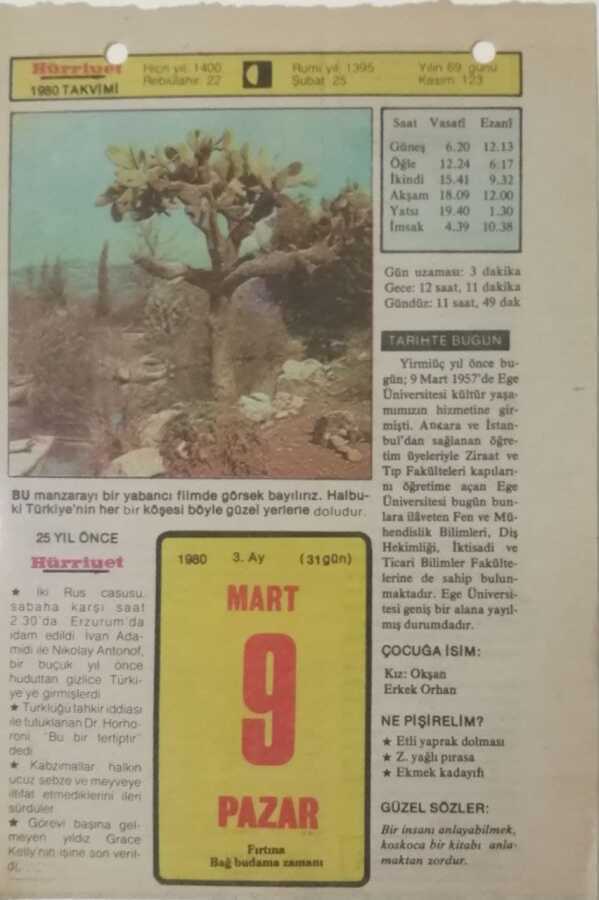 Hürriyet
1980 TAKVİMİ
Hicri yıl: 1400
Rebiülahır 22
Rumi yıl: 1395
Şubat 25
Yılın 69. günü
Kasım 123
Saat Vasatî Ezanî
Güneş 6.20 12.13
Öğle 12.24 6.17
İkindi 15.41 9.32
Akşam 18.09 12.00
Yatsı 19.40 1.30
İmsak 4.39 10.38
Gün uzaması: 3 dakika
Gece: 12 saat, 11 dakika
Gündüz: 11 saat, 49 dak
TARİHTE BUGÜN
Yirmiüç yıl önce bu-
gün; 9 Mart 1957'de Ege
Üniversitesi kültür yaşa-
mımızın hizmetine gir-
mişti. Ankara ve İstan-
bul'dan sağlanan öğre-
tim üyeleriyle Ziraat ve
Tıp Fakülteleri kapıları-
nı öğretime açan Ege
Üniversitesi bugün bun-
lara ilâveten Fen ve Mü-
hendislik Bilimleri, Diş
Hekimliği, İktisadi ve
Ticari Bilimler Fakülte-
lerine de sahip bulun-
maktadır. Ege Üniversi-
tesi geniş bir alana yayıl-
mış durumdadır.
ÇOCUĞA İSİM:
Kız: Okşan
Erkek Orhan
NE PİŞİRELİM?
★ Etli yaprak dolması
★ Z. yağlı pırasa
★ Ekmek kadayıfı
GÜZEL SÖZLER:
Bir insanı anlayabilmek,
koskoca bir kitabı anla-
maktan zordur.
BU manzarayı bir yabancı filmde görsek bayılırız. Halbu-
ki Türkiye'nin her bir köşesi böyle güzel yerlerle doludur.
25 YIL ÖNCE
Hürriyet
★ İki Rus casusu,
sabaha karşı saat
2.30'da Erzurum'da
idam edildi. İvan Ada-
midi ile Nikolay Antonof,
bir buçuk yıl önce
huduttan gizlice Türki-
ye'ye girmişlerdi
★ Türklüğü tahkir iddiası
ile tutuklanan Dr. Horho-
roni, "Bu bir tertiptir"
dedi
★ Kabzımallar, halkın
ucuz sebze ve meyveye
iltifat etmediklerini ileri
sürdüler
★ Görevi başına gel-
meyen yıldız Grace
Kelly'nin işine son veril-
di.
1980 3. Ay (31 gün)
MART
9
PAZAR
Fırtına
Bağ budama zamanı